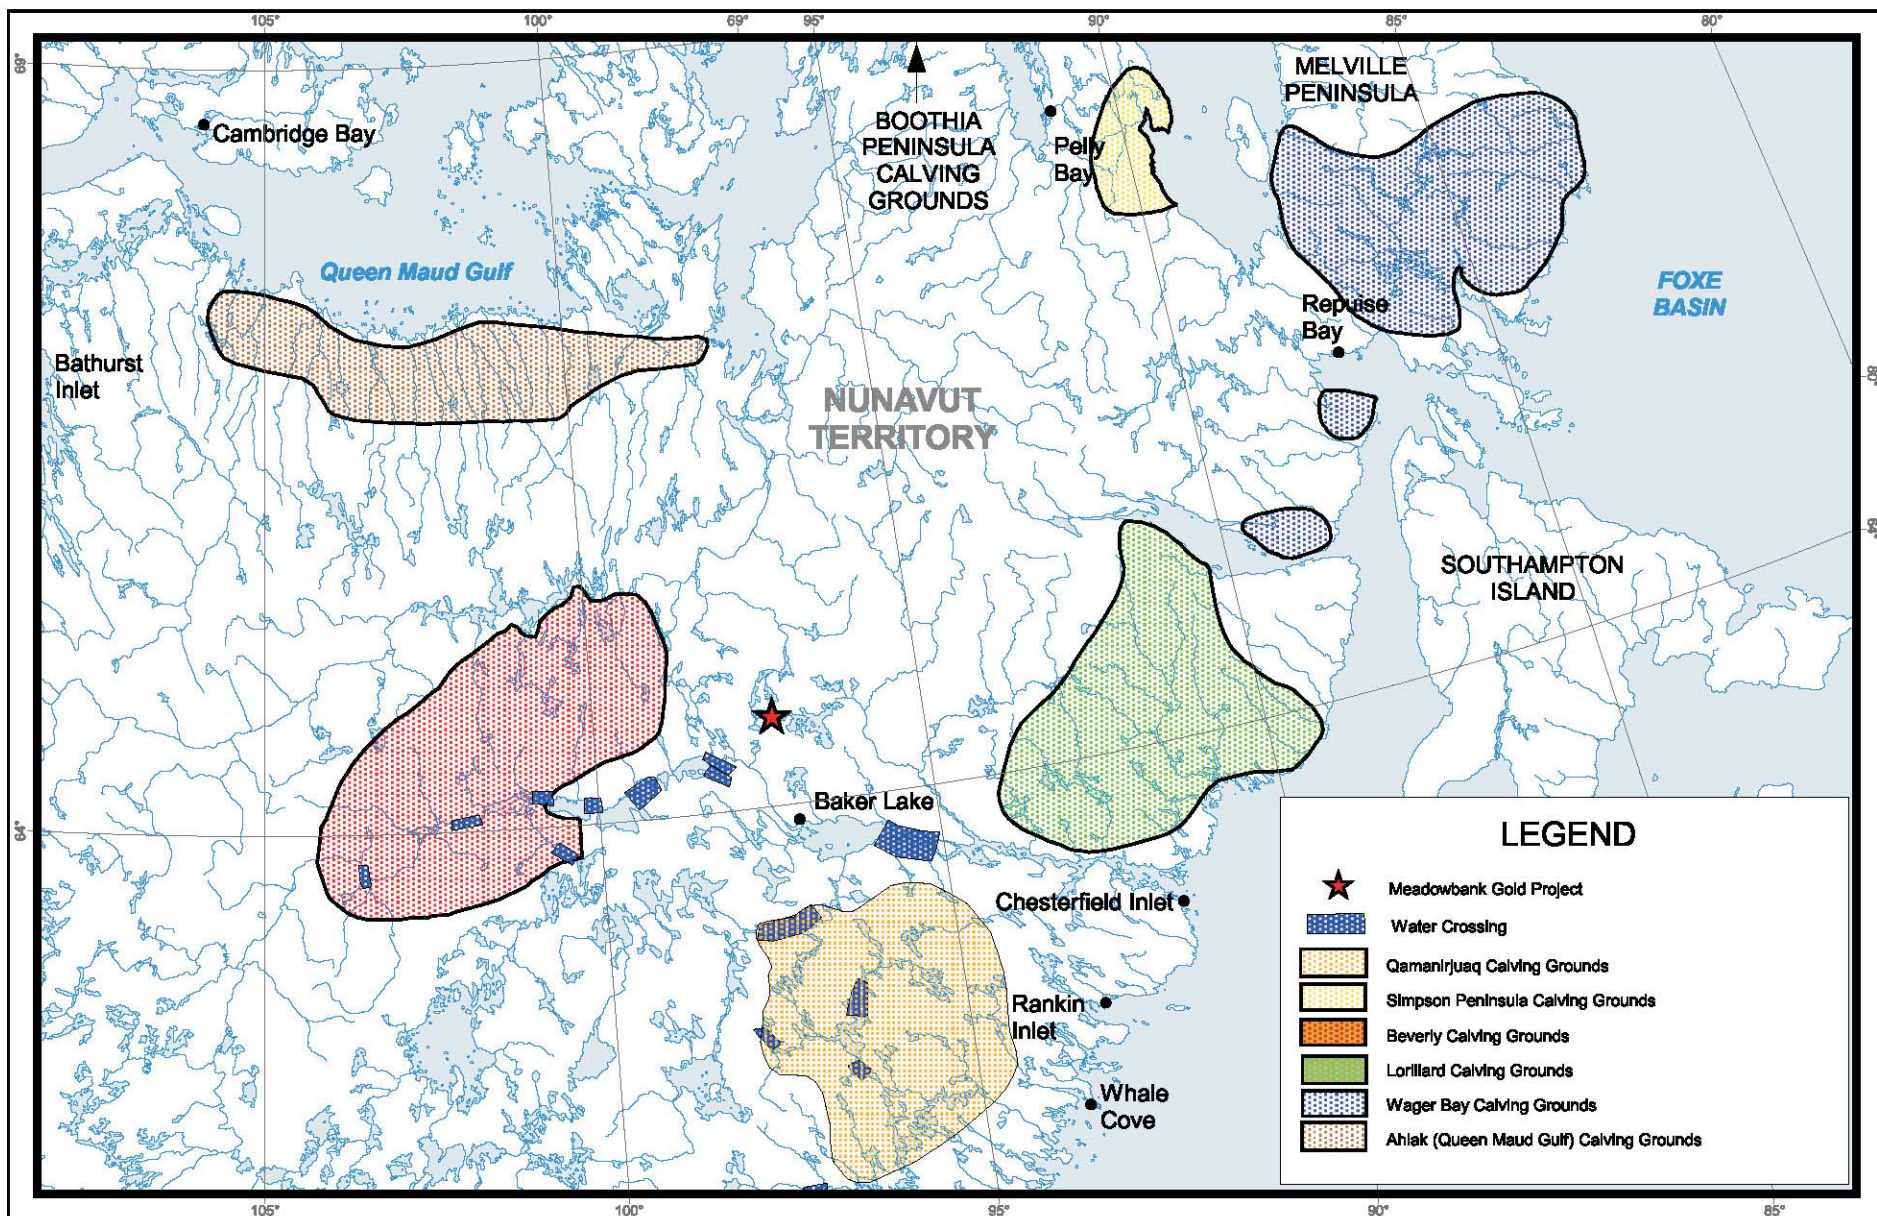 105°
100°
69°
95°
90°
85°
80°
69°
MELVILLE
PENINSULA
Cambridge Bay
BOOTHIA
PENINSULA
CALVING
GROUNDS
Pelly
Bay
Queen Maud Gulf
FOXE
BASIN
Repulse
Bay
Bathurst
Inlet
NUNAVUT
TERRITORY
80°
64°
SOUTHAMPTON
ISLAND
Baker Lake
64°
Chesterfield Inlet
Rankin
Inlet
Whale
Cove
LEGEND
Meadowbank Gold Project
Water Crossing
Qamanirjuaq Calving Grounds
Simpson Peninsula Calving Grounds
Beverly Calving Grounds
Lorillard Calving Grounds
Wager Bay Calving Grounds
Ahiak (Queen Maud Gulf) Calving Grounds
105°
100°
95°
90°
85°